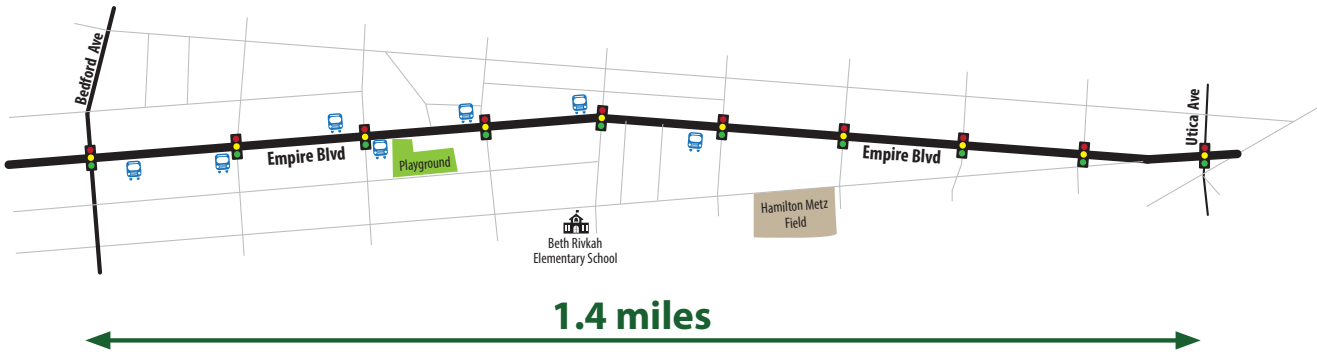 Bedford Ave
Utica Ave
Empire Blvd
Playground
Empire Blvd
Hamilton Metz
Field
Beth Rivkah
Elementary School
1.4 miles